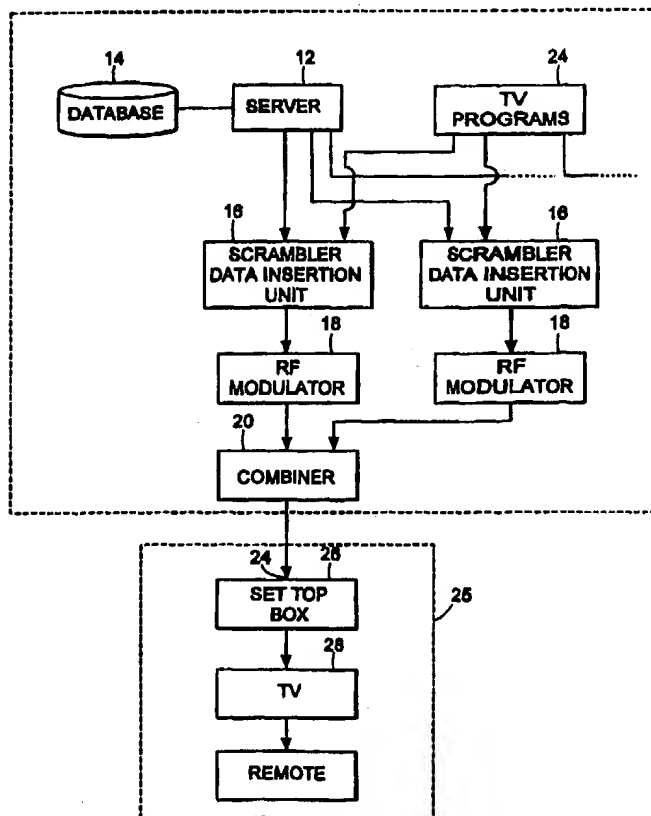 14
12
24
DATABASE
SERVER
TV
PROGRAMS
16
16
SCRAMBLER
DATA INSERTION
UNIT
SCRAMBLER
DATA INSERTION
UNIT
18
18
RF
MODULATOR
RF
MODULATOR
20
COMBINER
24
26
SET TOP
BOX
25
28
TV
REMOTE